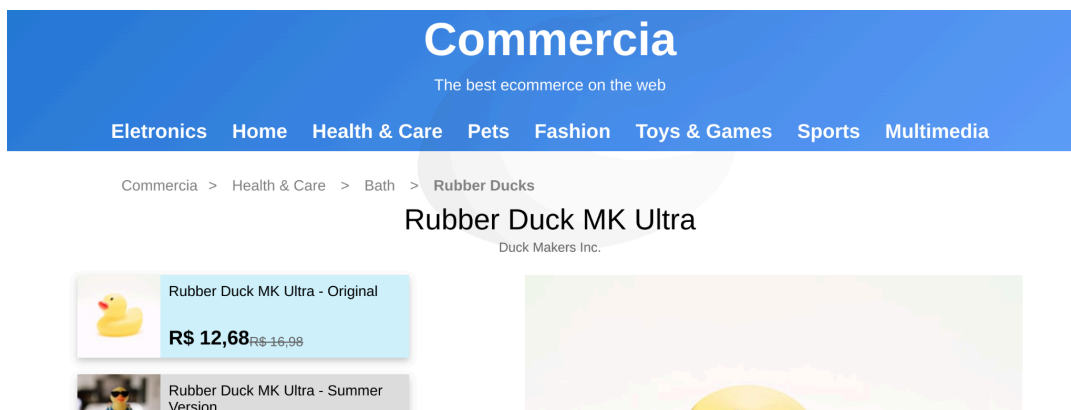 Commercia
The best ecommerce on the web
Eletronics Home Health & Care Pets Fashion Toys & Games Sports Multimedia
Commercia > Health & Care > Bath > Rubber Ducks
Rubber Duck MK Ultra
Duck Makers Inc.
Rubber Duck MK Ultra - Original
R$ 12,68 R$ 16,98
Rubber Duck MK Ultra - Summer
Version